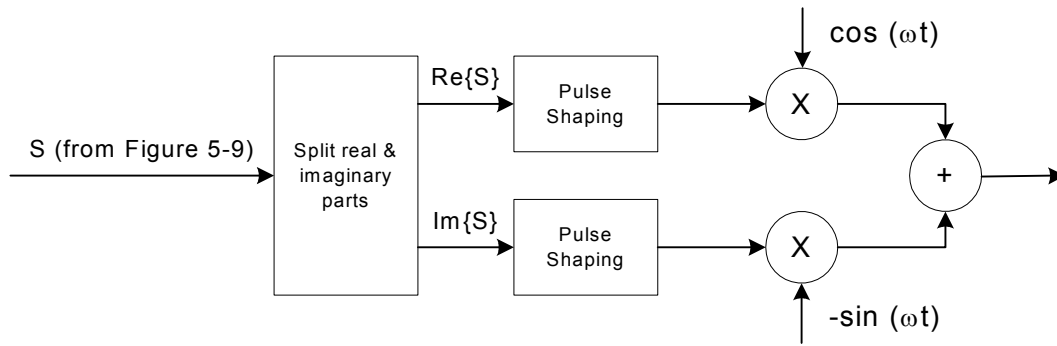 cos (ωt)
Re{S}
Pulse
Shaping
X
S (from Figure 5-9)
Split real &
imaginary
parts
+
Im{S}
Pulse
Shaping
X
-sin (ωt)